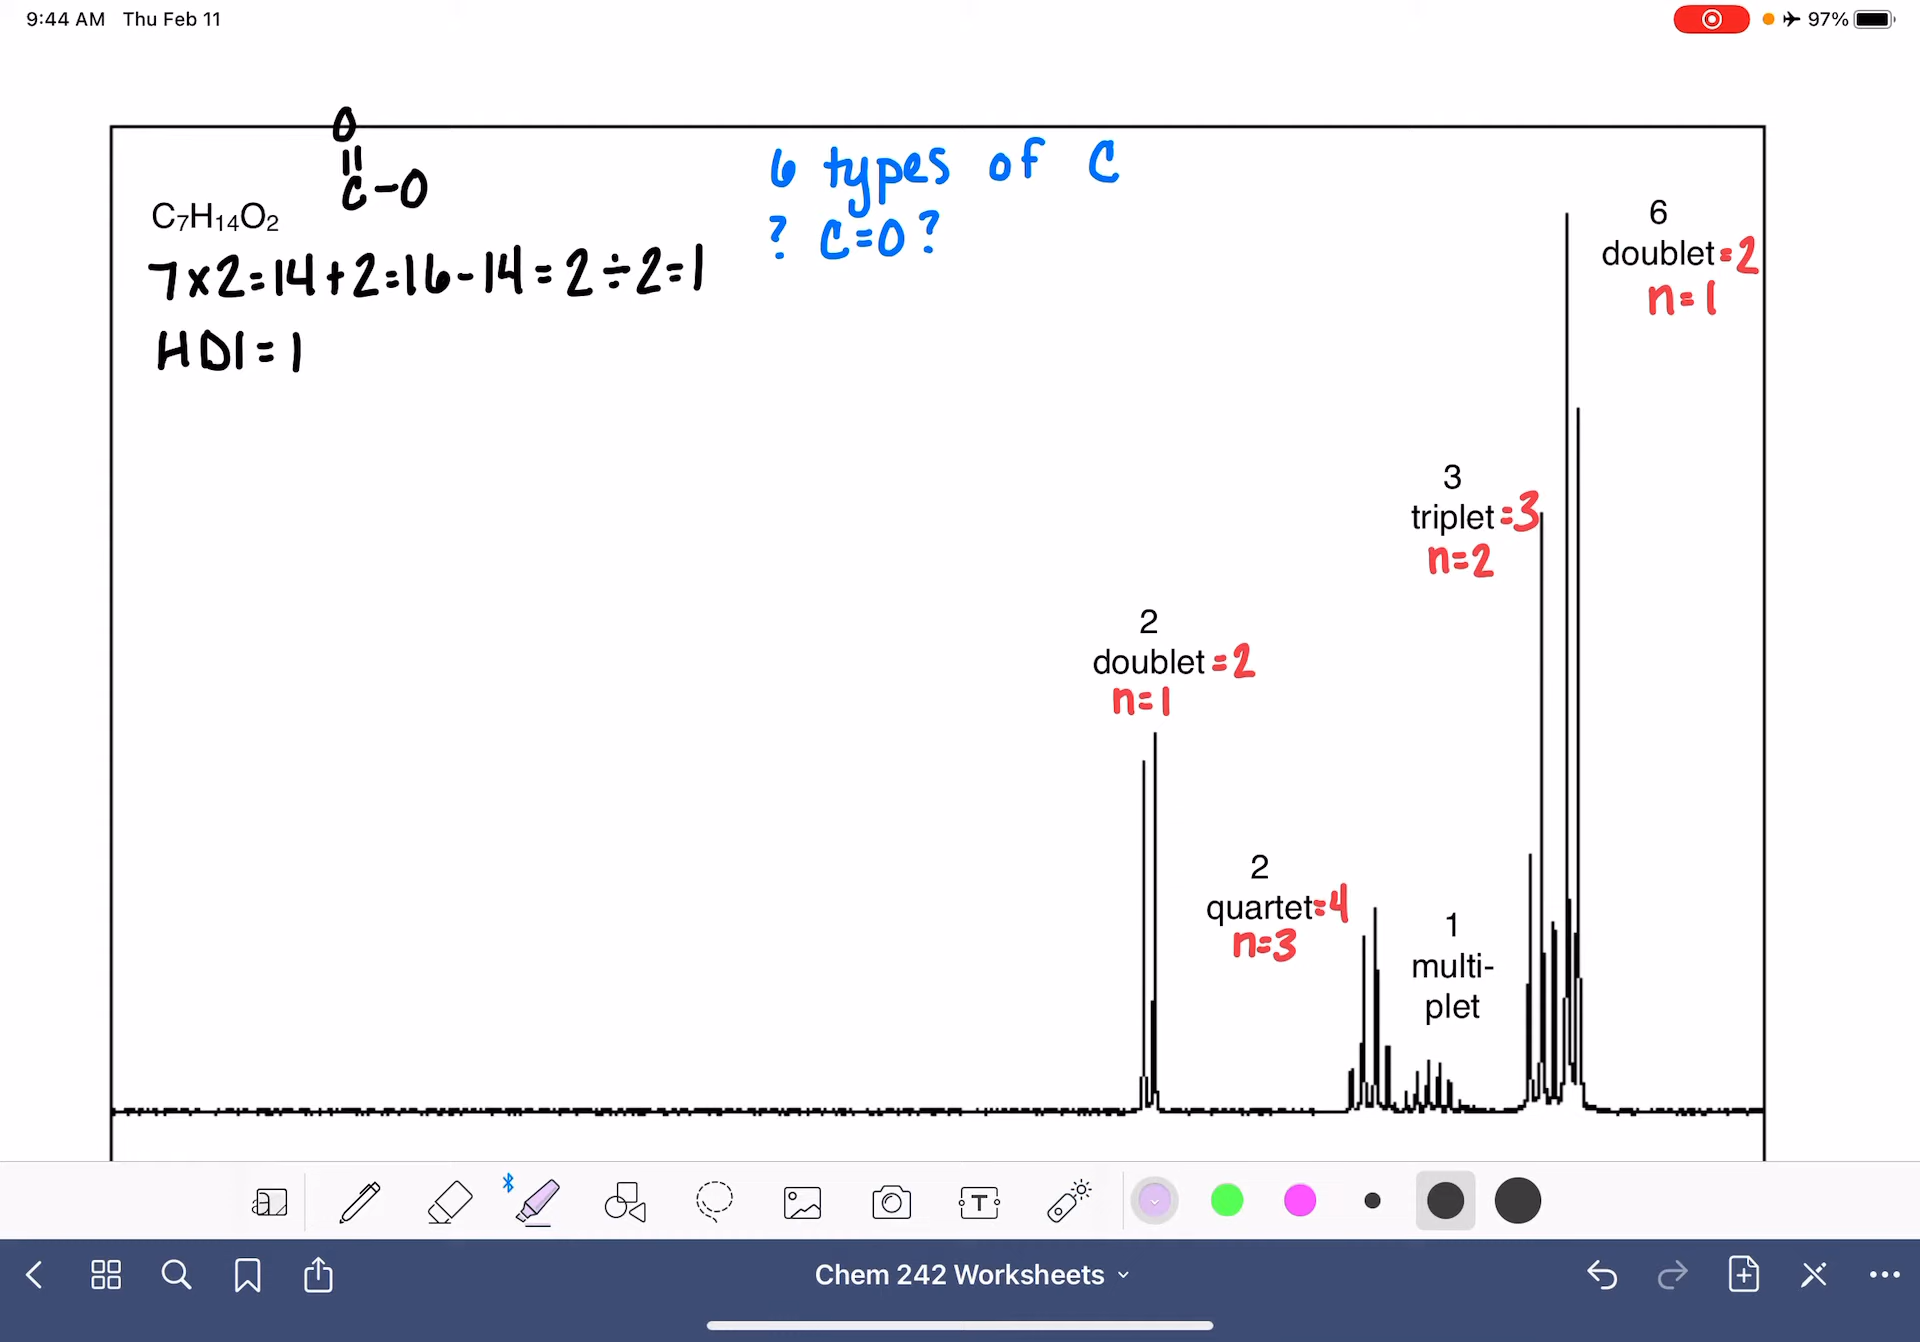 9:44 AM Thu Feb 11
97%
O
||
C-O
C₇H₁₄O₂
7x2=14+2=16-14=2÷2=1
HDI=1
6 types of C
? C=O?
6
doublet=2
n=1
3
triplet=3
n=2
2
doublet=2
n=1
2
quartet=4
n=3
1
multi-
plet
a
T
Chem 242 Worksheets